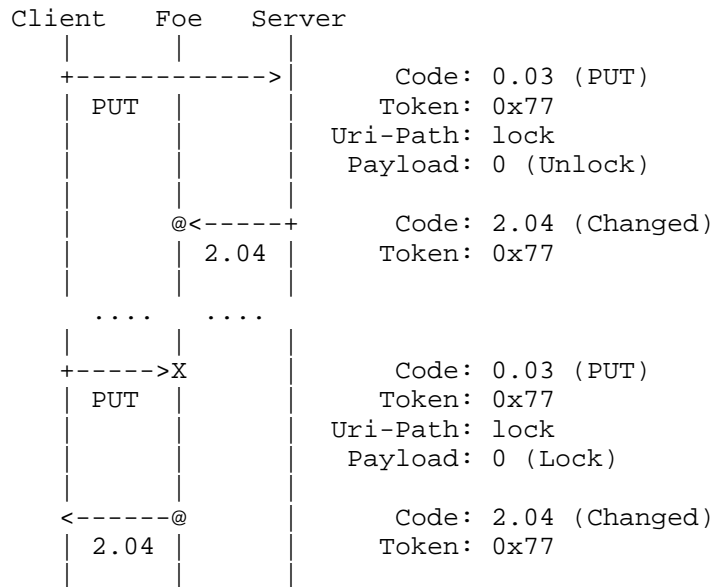 Client Foe Server
+------------>| Code: 0.03 (PUT)
| PUT | | Token: 0x77
| | | Uri-Path: lock
| | | Payload: 0 (Unlock)
| @<-----+ Code: 2.04 (Changed)
| | 2.04 | Token: 0x77
.... ....
+----->X | Code: 0.03 (PUT)
| PUT | | Token: 0x77
| | | Uri-Path: lock
| | | Payload: 0 (Lock)
<------@ | Code: 2.04 (Changed)
| 2.04 | | Token: 0x77